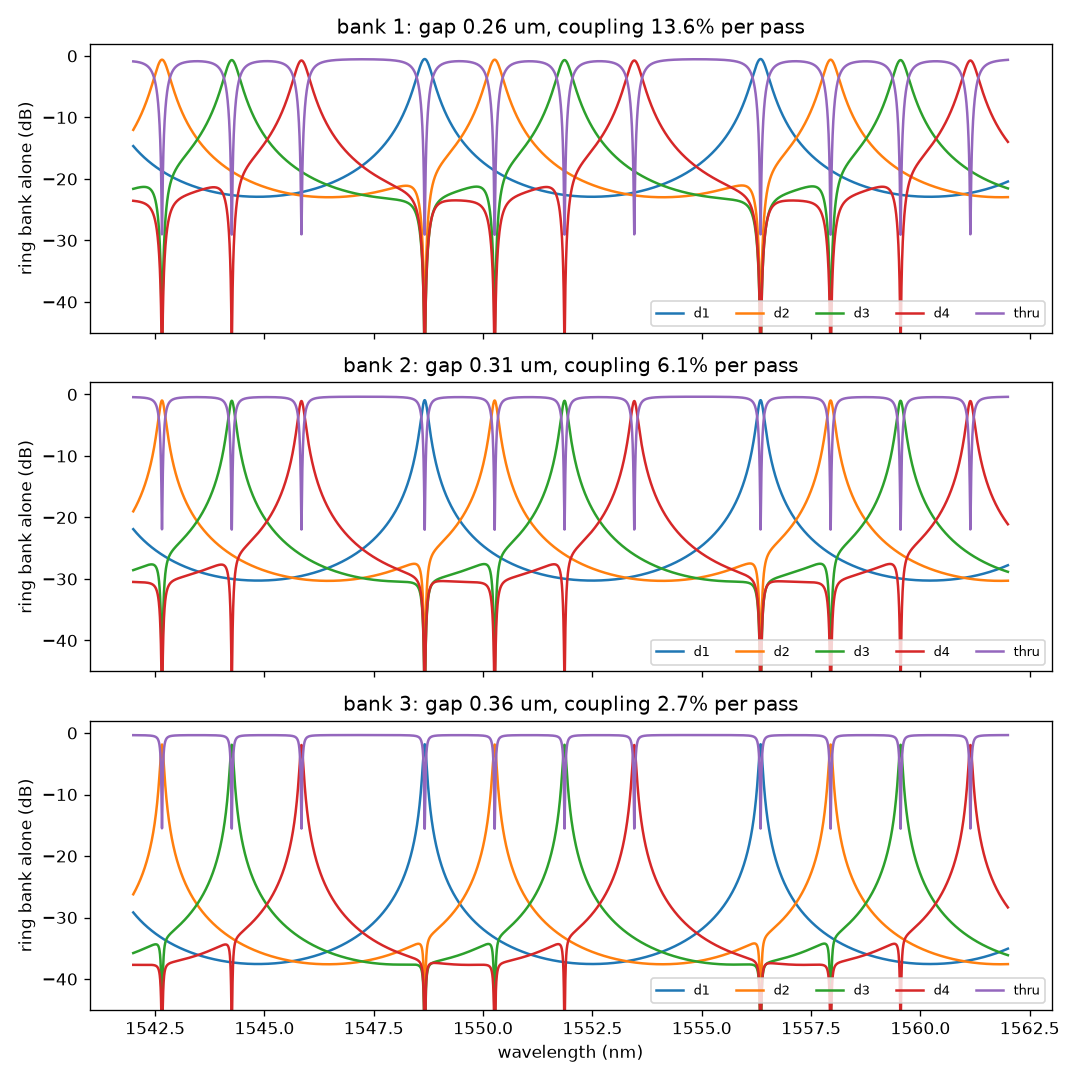 bank 1: gap 0.26 um, coupling 13.6% per pass
0
−10
−20
−30
−40
ring bank alone (dB)
d1 d2 d3 d4 thru
bank 2: gap 0.31 um, coupling 6.1% per pass
0
−10
−20
−30
−40
ring bank alone (dB)
d1 d2 d3 d4 thru
bank 3: gap 0.36 um, coupling 2.7% per pass
0
−10
−20
−30
−40
ring bank alone (dB)
d1 d2 d3 d4 thru
1542.5 1545.0 1547.5 1550.0 1552.5 1555.0 1557.5 1560.0 1562.5
wavelength (nm)